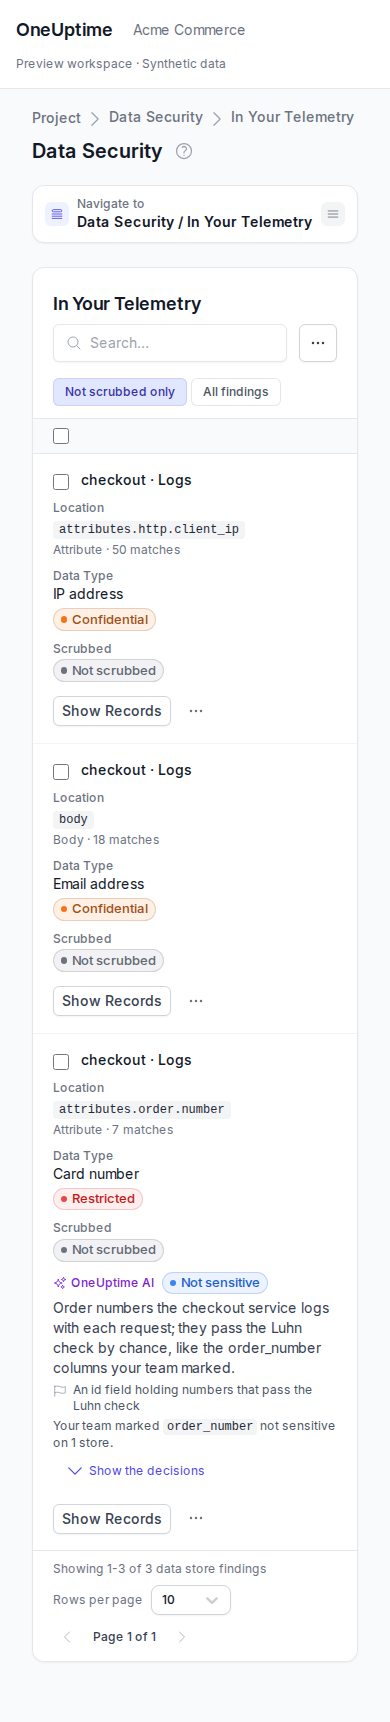 OneUptime Acme Commerce
Preview workspace · Synthetic data
Project Data Security In Your Telemetry
Data Security ?
Navigate to
Data Security / In Your Telemetry
In Your Telemetry
Search...
Not scrubbed only All findings
checkout · Logs
Location
attributes.http.client_ip
Attribute · 50 matches
Data Type
IP address
Confidential
Scrubbed
Not scrubbed
Show Records
checkout · Logs
Location
body
Body · 18 matches
Data Type
Email address
Confidential
Scrubbed
Not scrubbed
Show Records
checkout · Logs
Location
attributes.order.number
Attribute · 7 matches
Data Type
Card number
Restricted
Scrubbed
Not scrubbed
OneUptime AI Not sensitive
Order numbers the checkout service logs
with each request; they pass the Luhn
check by chance, like the order_number
columns your team marked.
An id field holding numbers that pass the
Luhn check
Your team marked order_number not sensitive
on 1 store.
Show the decisions
Show Records
Showing 1-3 of 3 data store findings
Rows per page 10
Page 1 of 1